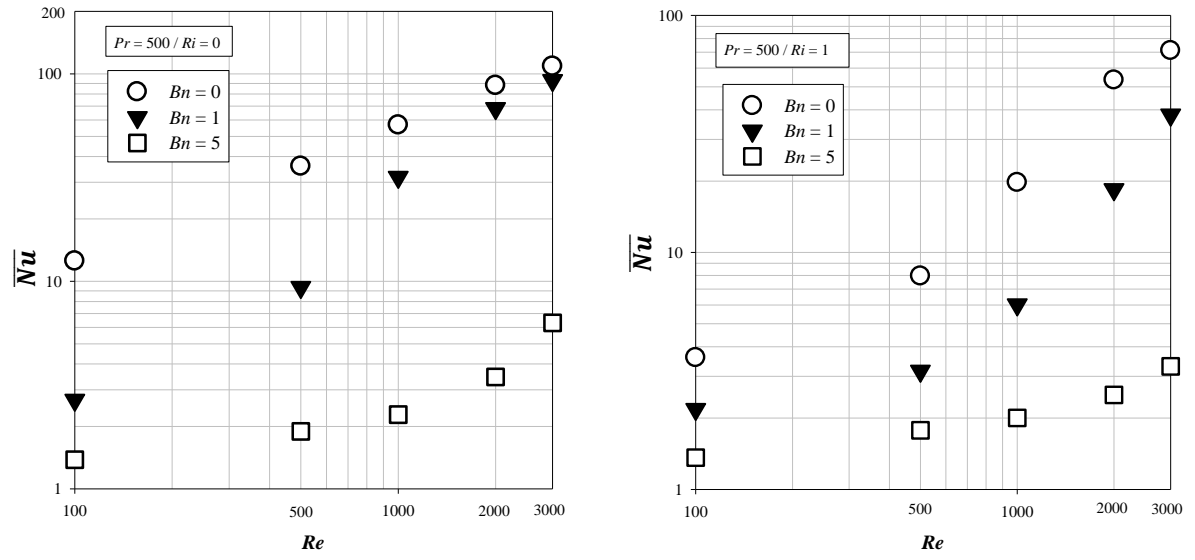 200
Pr = 500 / Ri = 0
100
Bn = 0
Bn = 1
Bn = 5
Nu
10
1
100
500
1000
2000
3000
Re
100
Pr = 500 / Ri = 1
Bn = 0
Bn = 1
Bn = 5
Nu
10
1
100
500
1000
2000
3000
Re